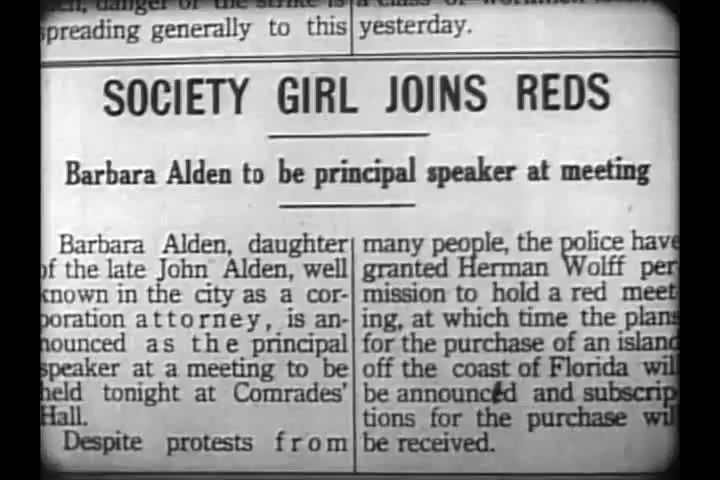 danger of the strike is
spreading generally to this
yesterday.
SOCIETY GIRL JOINS REDS
Barbara Alden to be principal speaker at meeting
Barbara Alden, daughter
of the late John Alden, well
known in the city as a cor-
poration attorney, is an-
nounced as the principal
speaker at a meeting to be
held tonight at Comrades'
Hall.
Despite protests from
many people, the police have
granted Herman Wolff per
mission to hold a red meet
ing, at which time the plans
for the purchase of an island
off the coast of Florida will
be announced and subscrip
tions for the purchase will
be received.